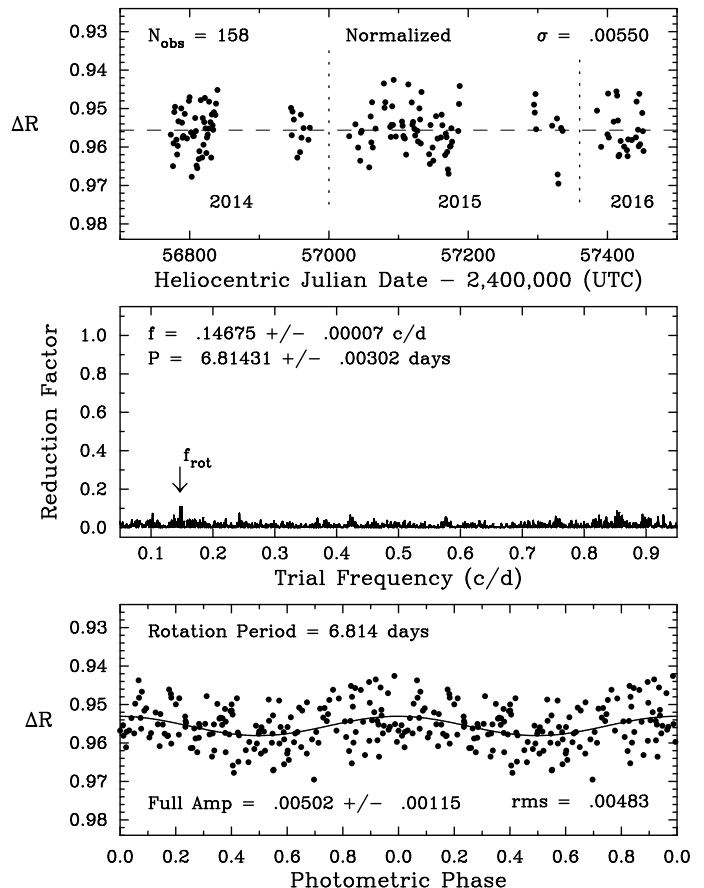 N_obs = 158 Normalized σ = .00550
0.93
0.94
0.95
0.96
0.97
0.98
ΔR
2014 2015 2016
56800 57000 57200 57400
Heliocentric Julian Date − 2,400,000 (UTC)
f = .14675 +/− .00007 c/d
P = 6.81431 +/− .00302 days
1.0
0.8
0.6
0.4
0.2
0.0
Reduction Factor
f_rot
0.1 0.2 0.3 0.4 0.5 0.6 0.7 0.8 0.9
Trial Frequency (c/d)
Rotation Period = 6.814 days
0.93
0.94
0.95
0.96
0.97
0.98
ΔR
Full Amp = .00502 +/− .00115 rms = .00483
0.0 0.2 0.4 0.6 0.8 0.0 0.2 0.4 0.6 0.8 0.0
Photometric Phase